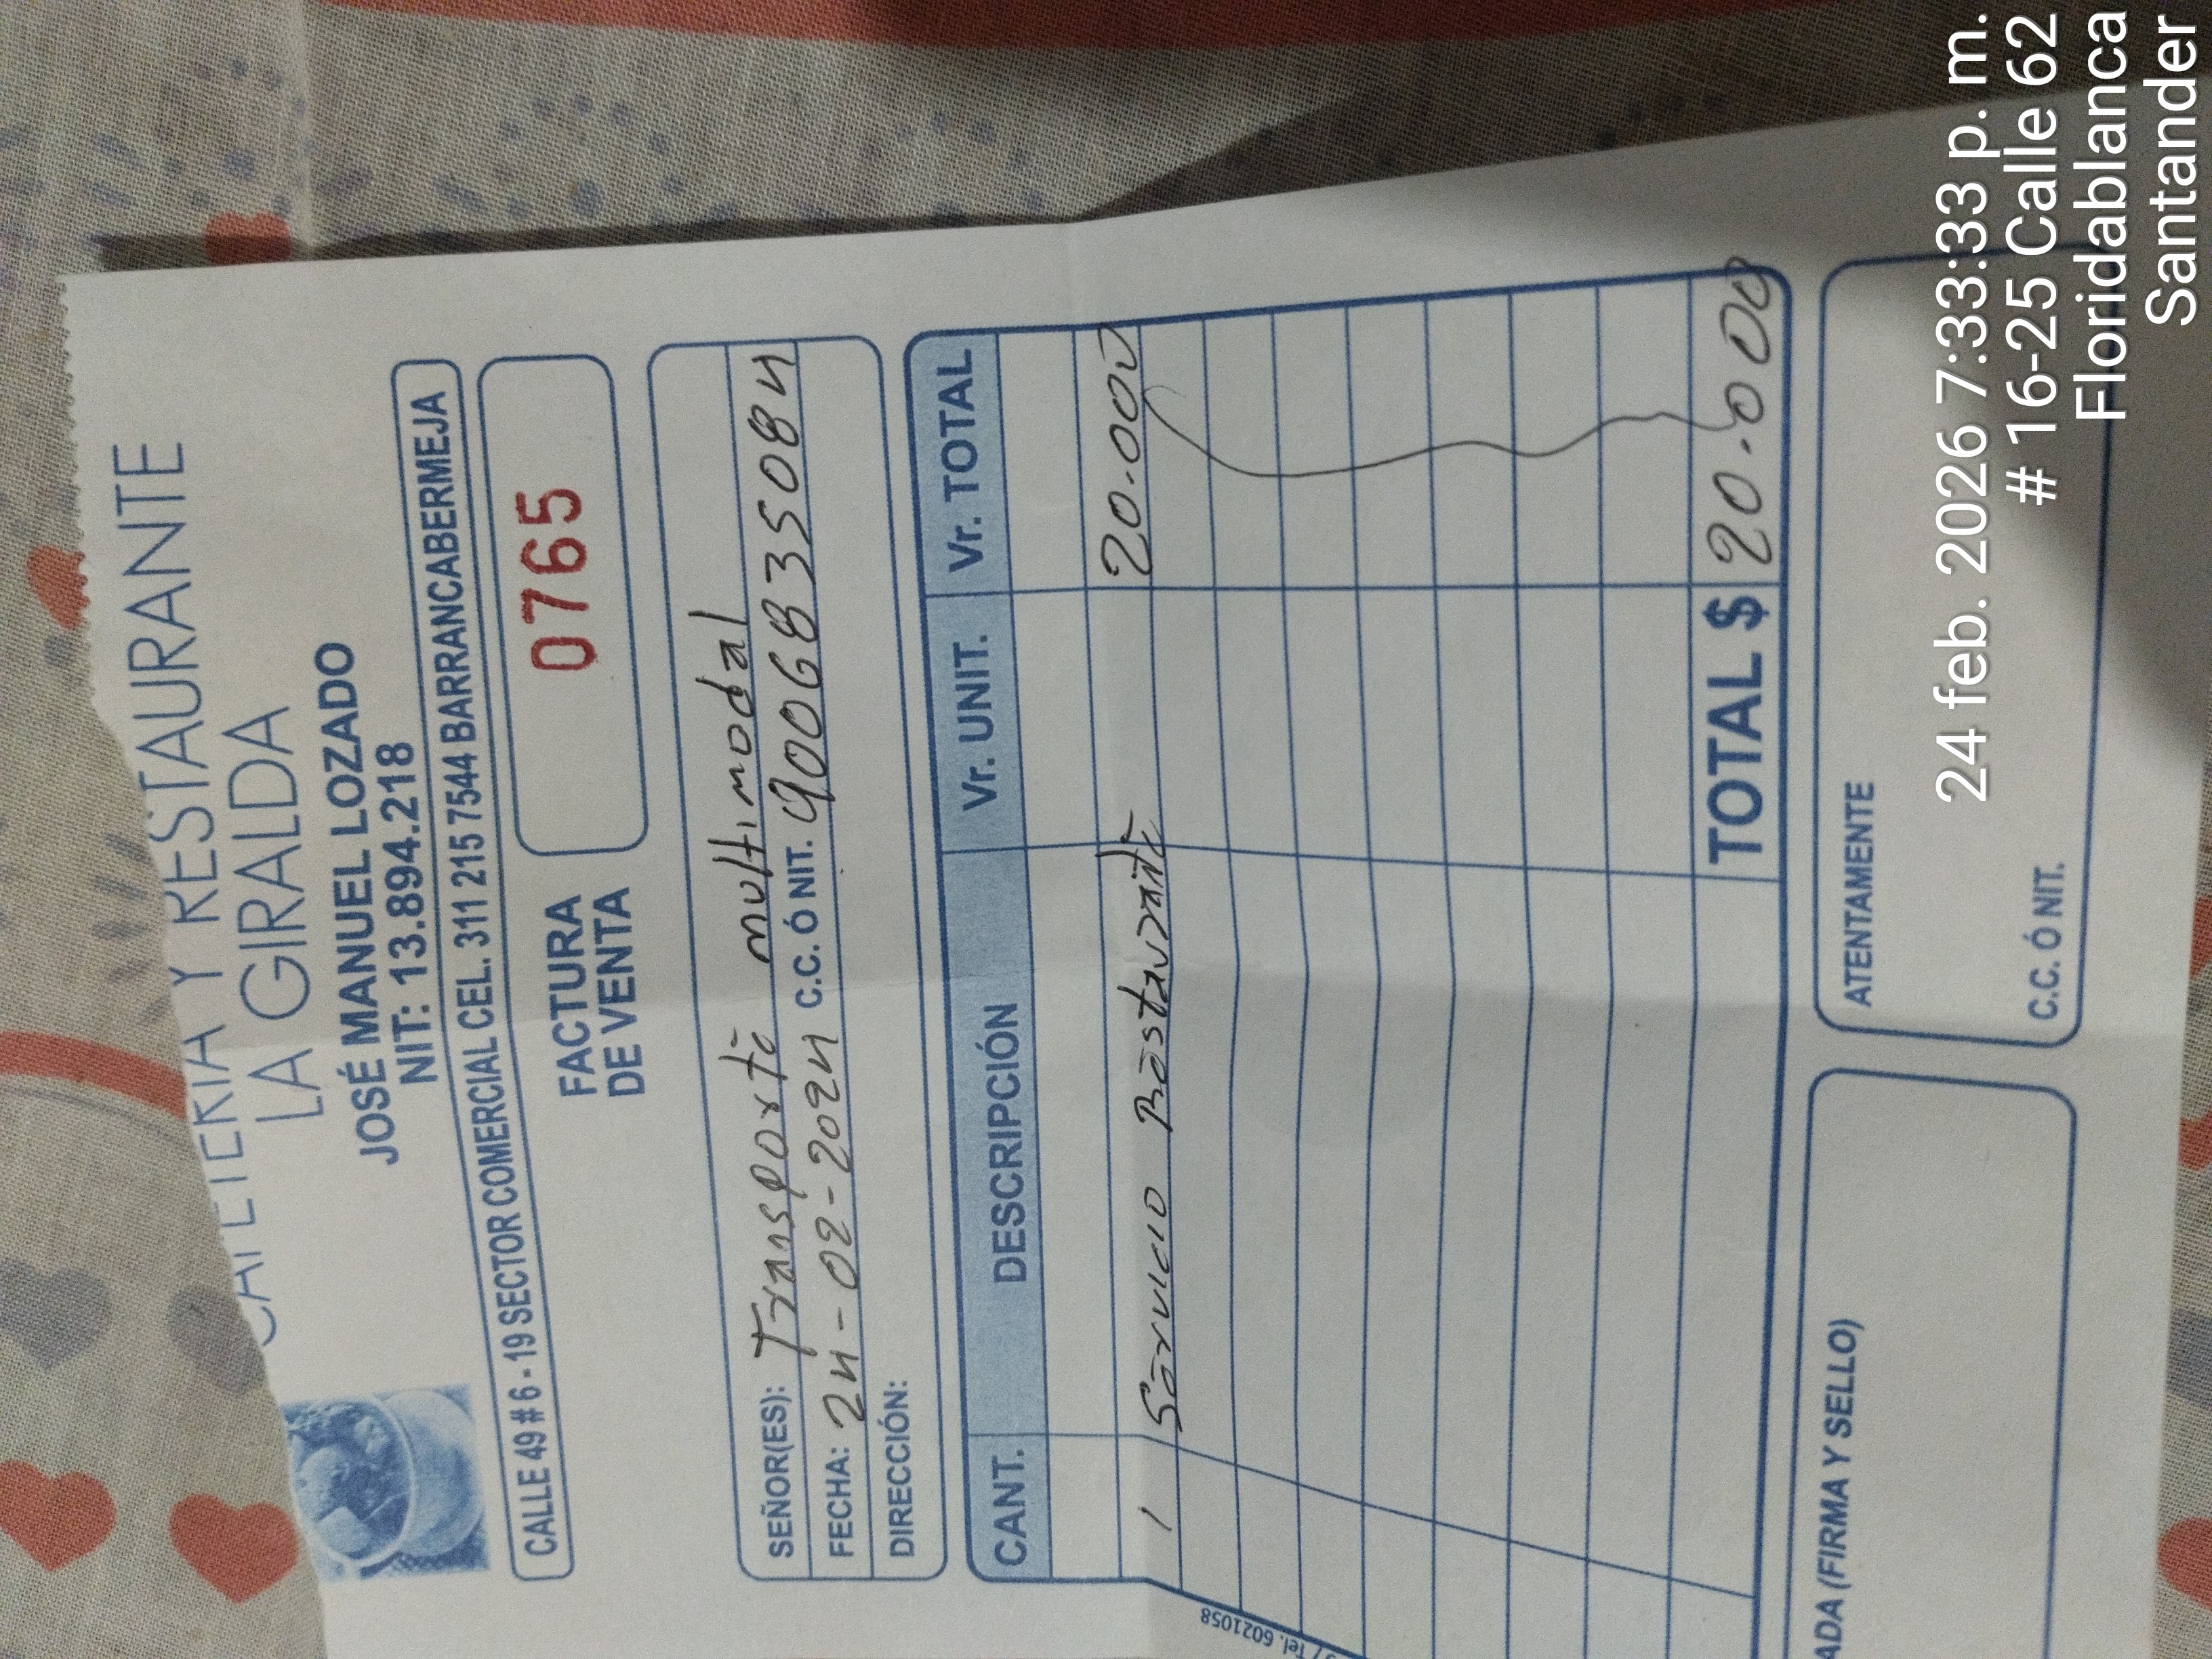 CAFETERIA Y RESTAURANTE
LA GIRALDA
JOSÉ MANUEL LOZADO
NIT: 13.894.218
CALLE 49 # 6 - 19 SECTOR COMERCIAL CEL. 311 215 7544 BARRANCABERMEJA
FACTURA
DE VENTA
0765
SEÑOR(ES): Transporte multimodal
FECHA: 24-02-2024 C.C. Ó NIT. 9006835084
DIRECCIÓN:
CANT. DESCRIPCIÓN Vr. UNIT. Vr. TOTAL
1 Servicio Restaurante 20.000
TOTAL $ 20.000
ADA (FIRMA Y SELLO)
ATENTAMENTE
C.C. Ó NIT.
/ Tel. 6021058
24 feb. 2026 7:33:33 p. m.
# 16-25 Calle 62
Floridablanca
Santander